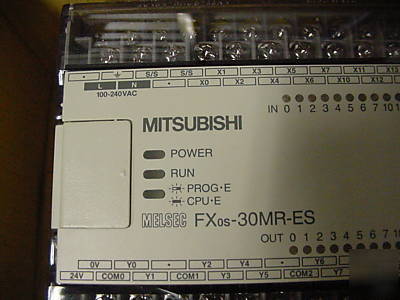 S/S S/S X1 X3 X5 X7 X11
L N • X0 X2 X4 X6 X10 X12
100-240VAC
IN 0 1 2 3 4 5 6 7 10
MITSUBISHI
POWER
RUN
PROG•E
CPU•E
MELSEC FX0S-30MR-ES
OUT 0 1 2 3 4 5 6 7
0V Y0 • Y2 • Y4 • Y6
24V COM0 Y1 COM1 Y3 COM2 Y7